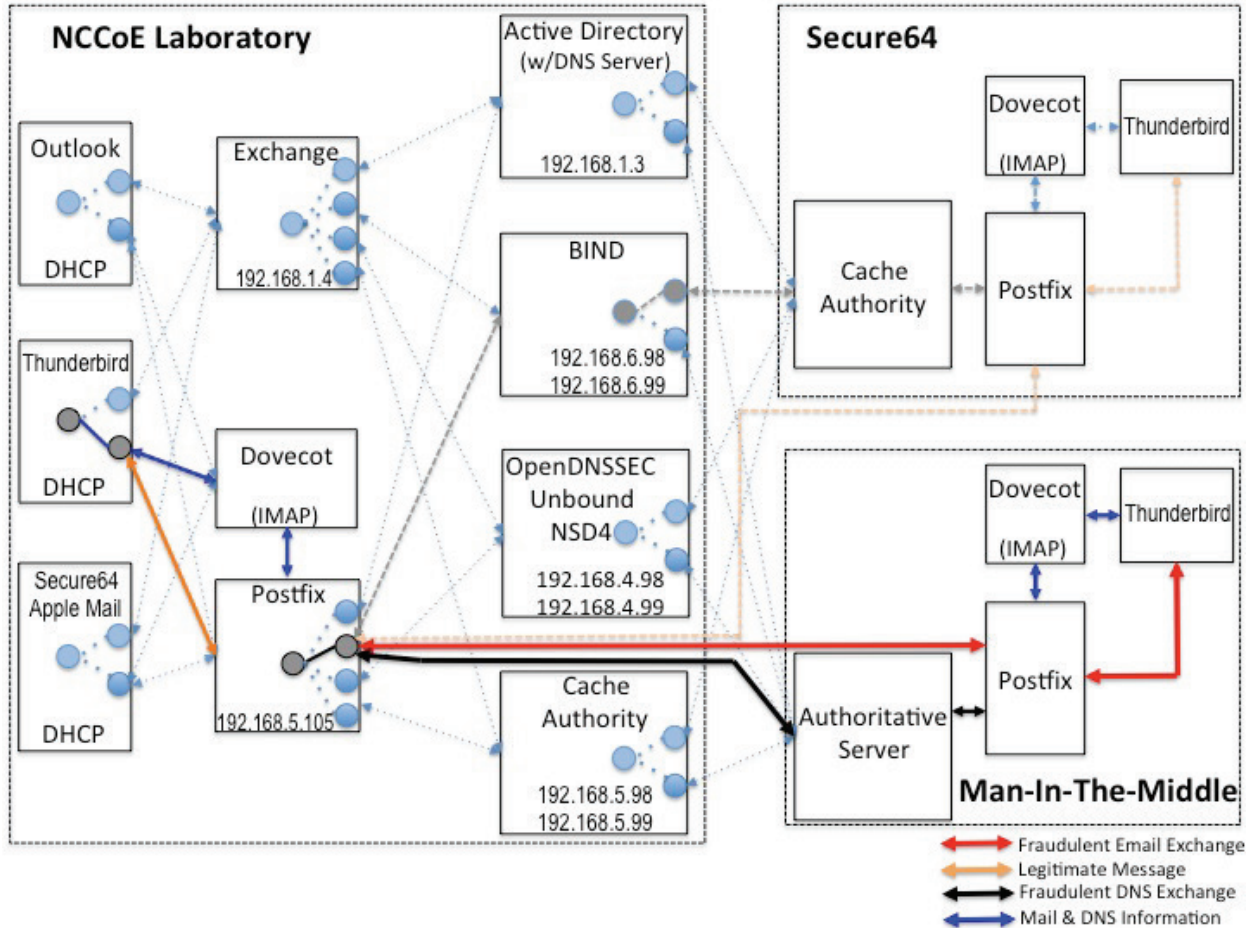 NCCoE Laboratory
Outlook
DHCP
Exchange
192.168.1.4
Active Directory
(w/DNS Server)
192.168.1.3
Thunderbird
DHCP
Dovecot
(IMAP)
BIND
192.168.6.98
192.168.6.99
Secure64
Apple Mail
DHCP
Postfix
192.168.5.105
OpenDNSSEC
Unbound
NSD4
192.168.4.98
192.168.4.99
Cache
Authority
192.168.5.98
192.168.5.99
Secure64
Dovecot
(IMAP)
Thunderbird
Cache
Authority
Postfix
Dovecot
(IMAP)
Thunderbird
Authoritative
Server
Postfix
Man-In-The-Middle
Fraudulent Email Exchange
Legitimate Message
Fraudulent DNS Exchange
Mail & DNS Information